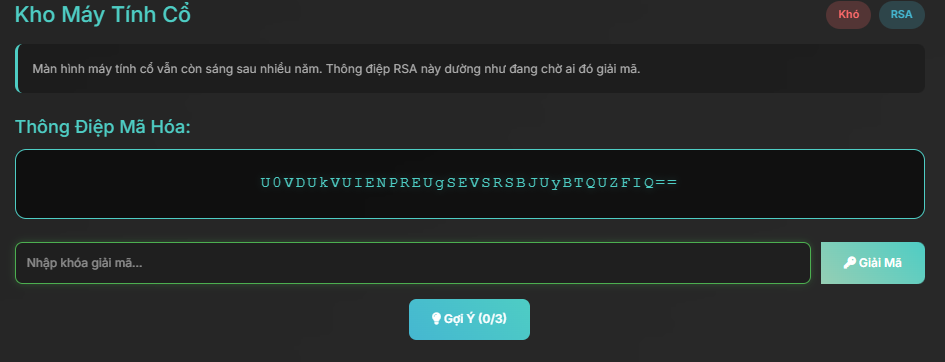 Kho Máy Tính Cổ
Khó RSA
Màn hình máy tính cổ vẫn còn sáng sau nhiều năm. Thông điệp RSA này dường như đang chờ ai đó giải mã.
Thông Điệp Mã Hóa:
U0VDUkVUIENPREUgSEVSRSBJUyBTQUZFIQ==
Nhập khóa giải mã...
Giải Mã
Gợi Ý (0/3)